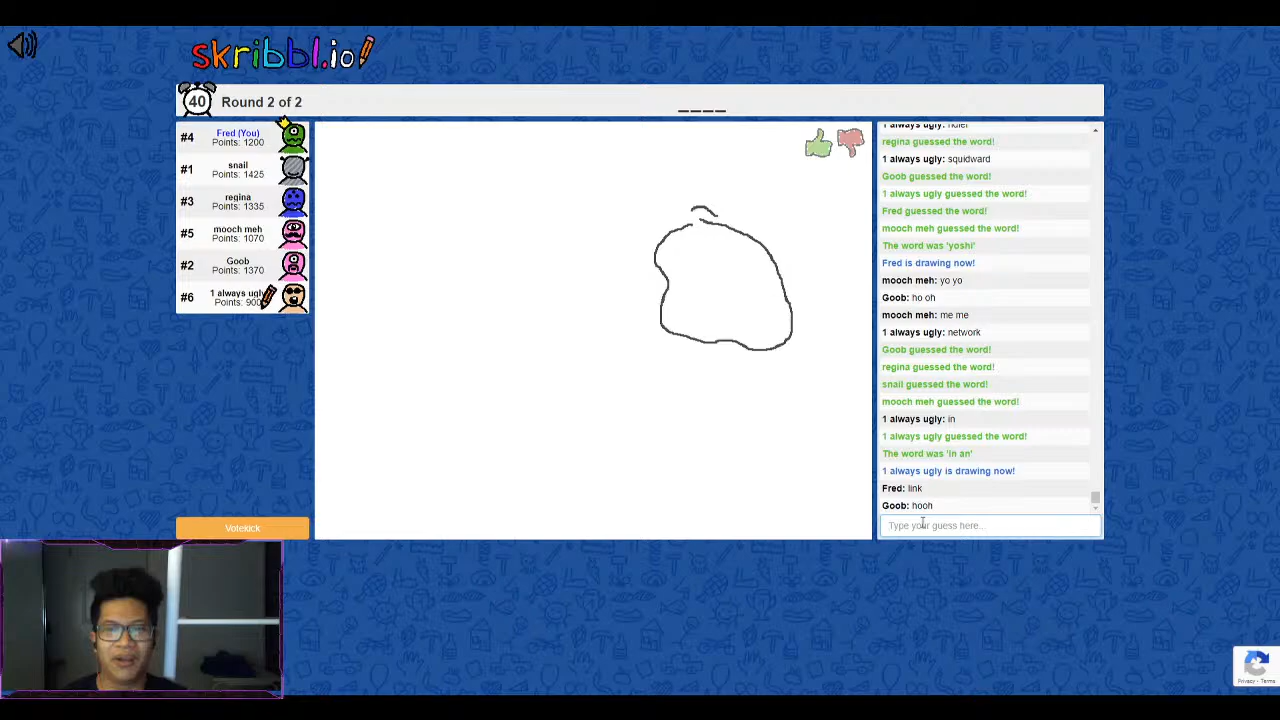 skribbl.io
40
Round 2 of 2
____
#4 Fred (You)
Points: 1200
#1 snail
Points: 1425
#3 regina
Points: 1335
#5 mooch meh
Points: 1070
#2 Goob
Points: 1370
#6 1 always ugly
Points: 900
Votekick
1 always ugly:
regina guessed the word!
1 always ugly: squidward
Goob guessed the word!
1 always ugly guessed the word!
Fred guessed the word!
mooch meh guessed the word!
The word was 'yoshi'
Fred is drawing now!
mooch meh: yo yo
Goob: ho oh
mooch meh: me me
1 always ugly: network
Goob guessed the word!
regina guessed the word!
snail guessed the word!
mooch meh guessed the word!
1 always ugly: in
1 always ugly guessed the word!
The word was 'in an'
1 always ugly is drawing now!
Fred: link
Goob: hooh
Type your guess here...
Privacy - Terms